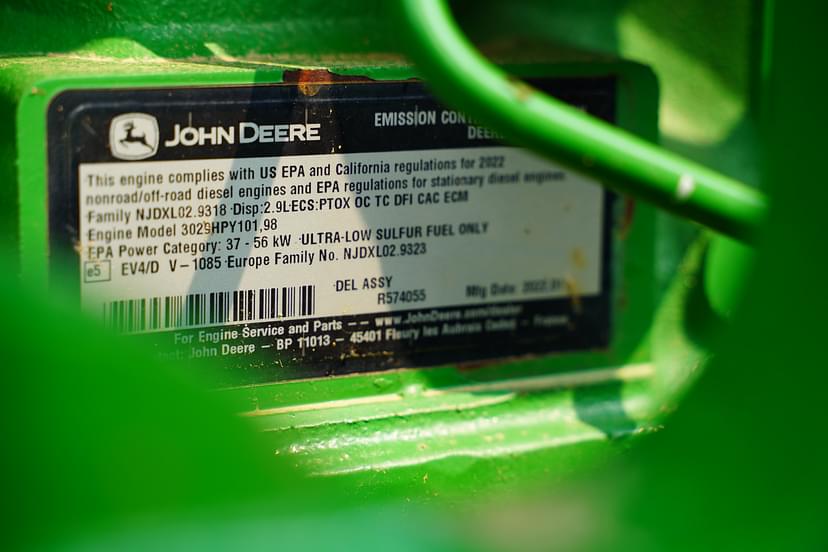 JOHN DEERE
EMISSION CONT
DEERE
This engine complies with US EPA and California regulations for 2022
nonroad/off-road diesel engines and EPA regulations for stationary diesel engines
Family NJDXL02.9318 Disp:2.9L ECS:PTOX OC TC DFI CAC ECM
Engine Model 3029HPY101,98
EPA Power Category: 37 - 56 kW ULTRA-LOW SULFUR FUEL ONLY
e5 EV4/D V-1085 Europe Family No. NJDXL02.9323
DEL ASSY
R574055 Mfg Date
For Engine Service and Parts -- www.JohnDeere.com/dealer
John Deere - BP 11013 - 45401 Fleury les Aubrais Cedex - France